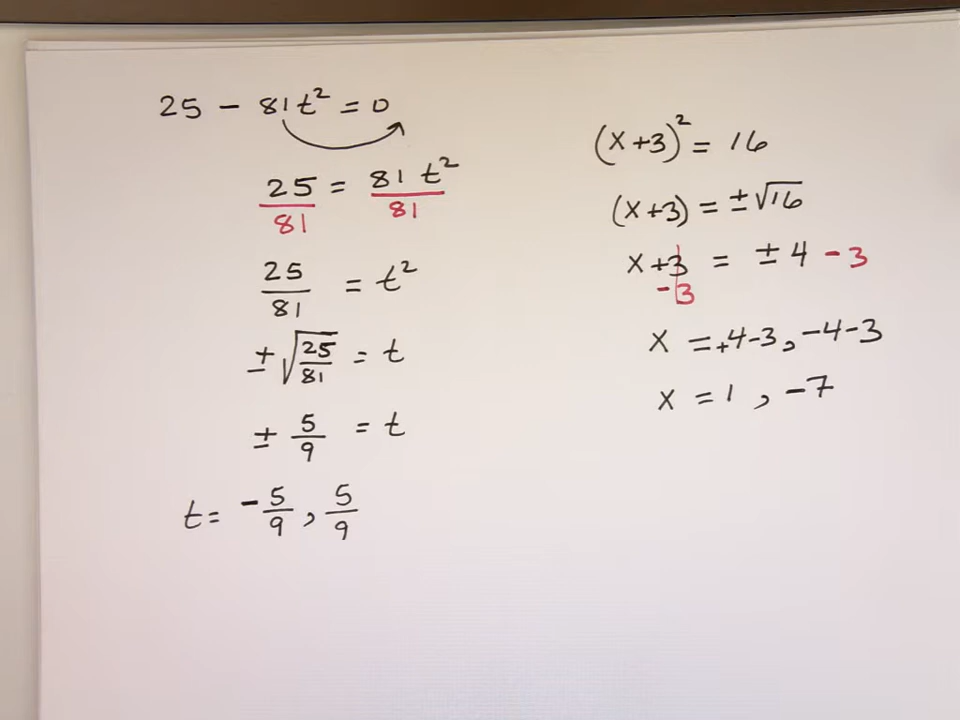 25 - 81t² = 0
25/81 = 81t²/81
25/81 = t²
±√(25/81) = t
± 5/9 = t
t = -5/9, 5/9
(x+3)² = 16
(x+3) = ±√16
x+3 = ±4 -3
-3
x = +4-3, -4-3
x = 1, -7